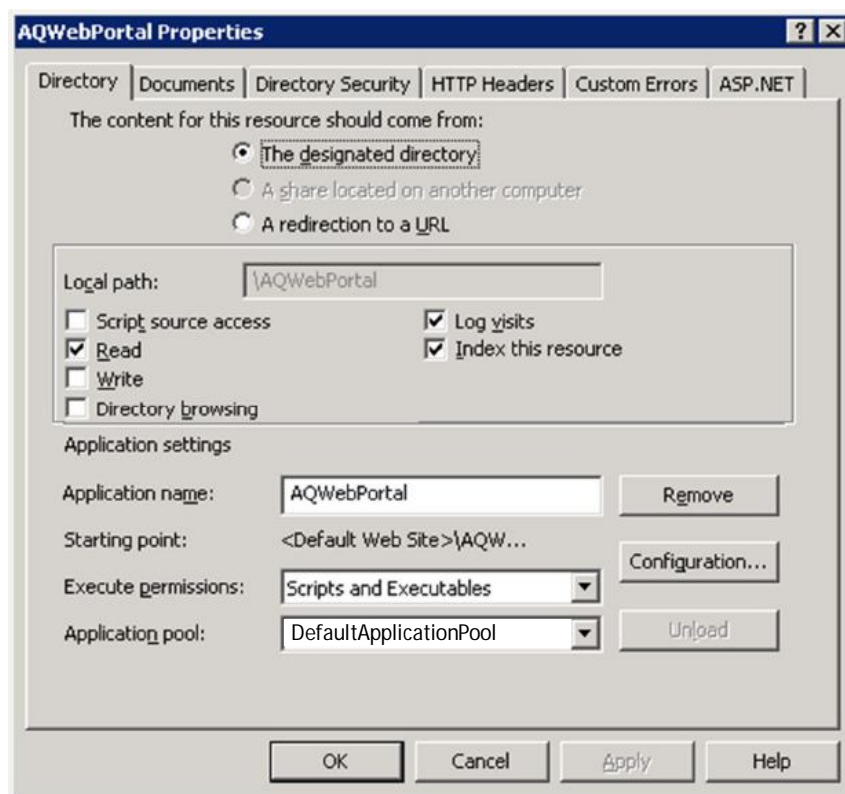 AQWebPortal Properties
Directory Documents Directory Security HTTP Headers Custom Errors ASP.NET
The content for this resource should come from:
The designated directory
A share located on another computer
A redirection to a URL
Local path: \AQWebPortal
Script source access Log visits
Read Index this resource
Write
Directory browsing
Application settings
Application name: AQWebPortal Remove
Starting point: <Default Web Site>\AQW...
Configuration...
Execute permissions: Scripts and Executables
Application pool: DefaultApplicationPool Unload
OK Cancel Apply Help